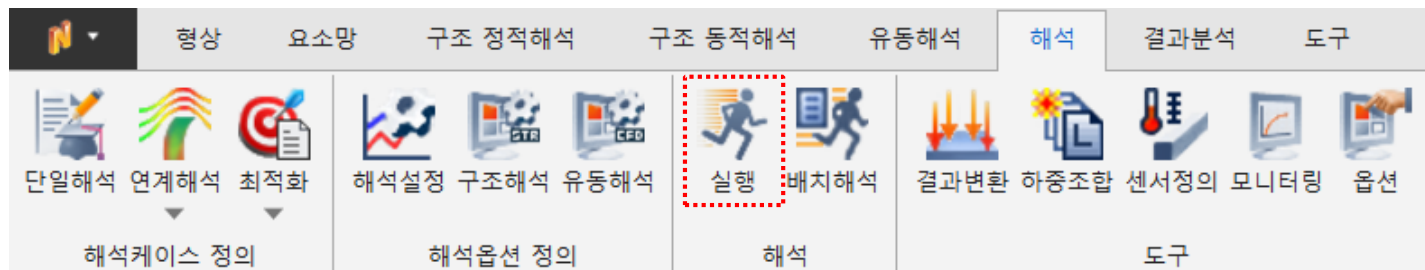 형상 요소망 구조 정적해석 구조 동적해석 유동해석 해석 결과분석 도구
STR CFD L
단일해석 연계해석 최적화 해석설정 구조해석 유동해석 실행 배치해석 결과변환 하중조합 센서정의 모니터링 옵션
해석케이스 정의 해석옵션 정의 해석 도구